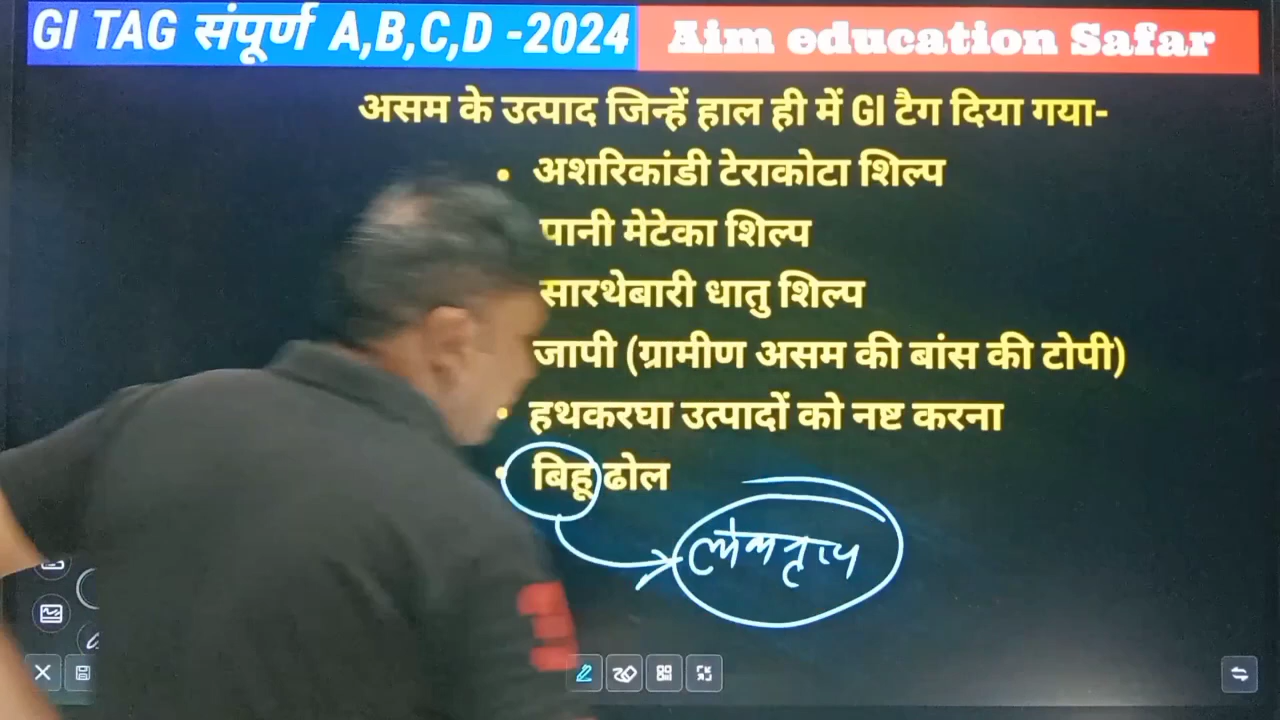 GI TAG संपूर्ण A,B,C,D -2024
Aim education Safar
असम के उत्पाद जिन्हें हाल ही में GI टैग दिया गया-
• अशरिकांडी टेराकोटा शिल्प
पानी मेटेका शिल्प
सारथेबारी धातु शिल्प
जापी (ग्रामीण असम की बांस की टोपी)
• हथकरघा उत्पादों को नष्ट करना
• बिहू ढोल
लोकनृत्य